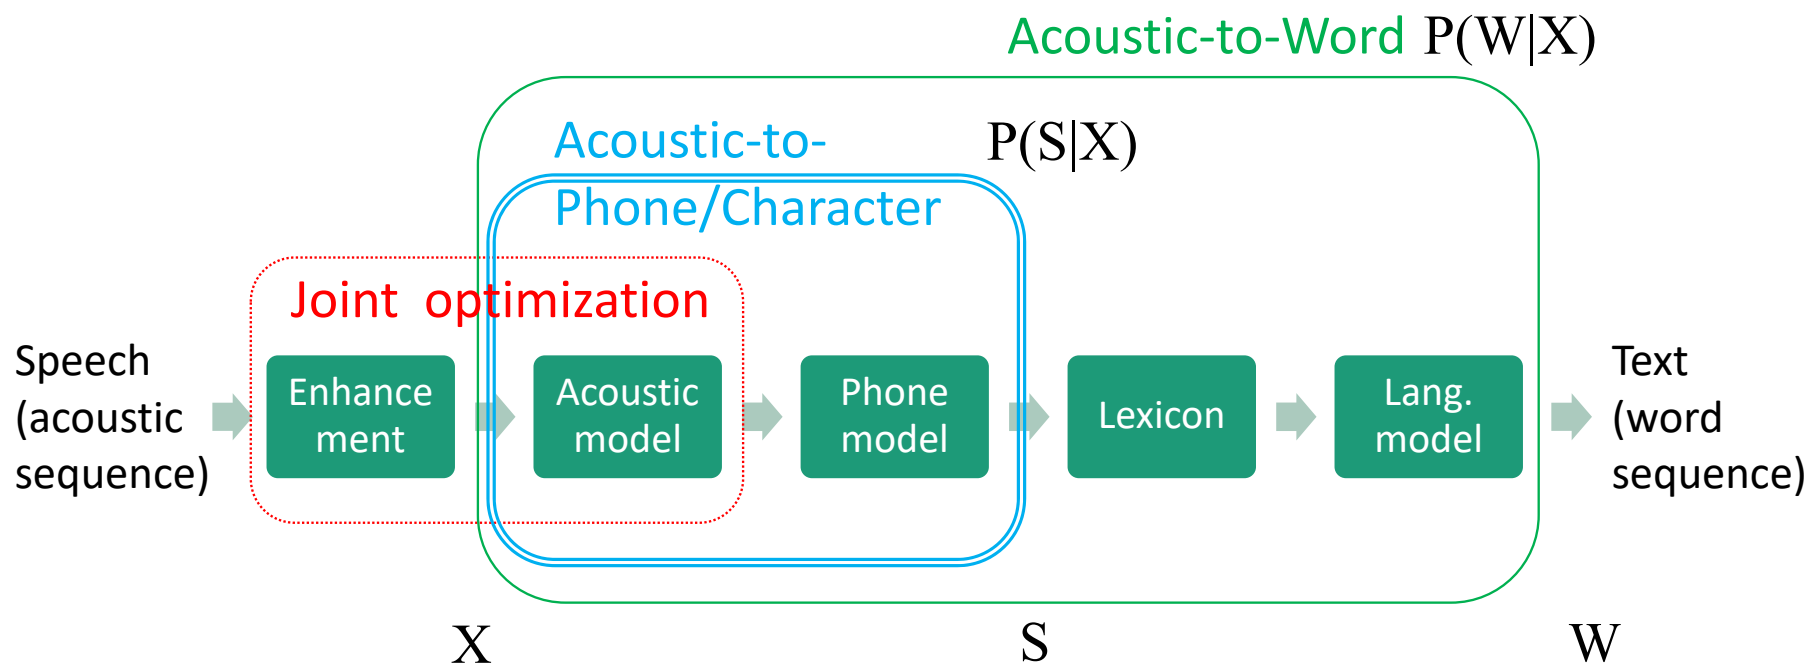 Acoustic-to-Word P(W|X)
Acoustic-to-
Phone/Character
P(S|X)
Joint optimization
Speech
(acoustic
sequence)
Enhance
ment
Acoustic
model
Phone
model
Lexicon
Lang.
model
Text
(word
sequence)
X
S
W